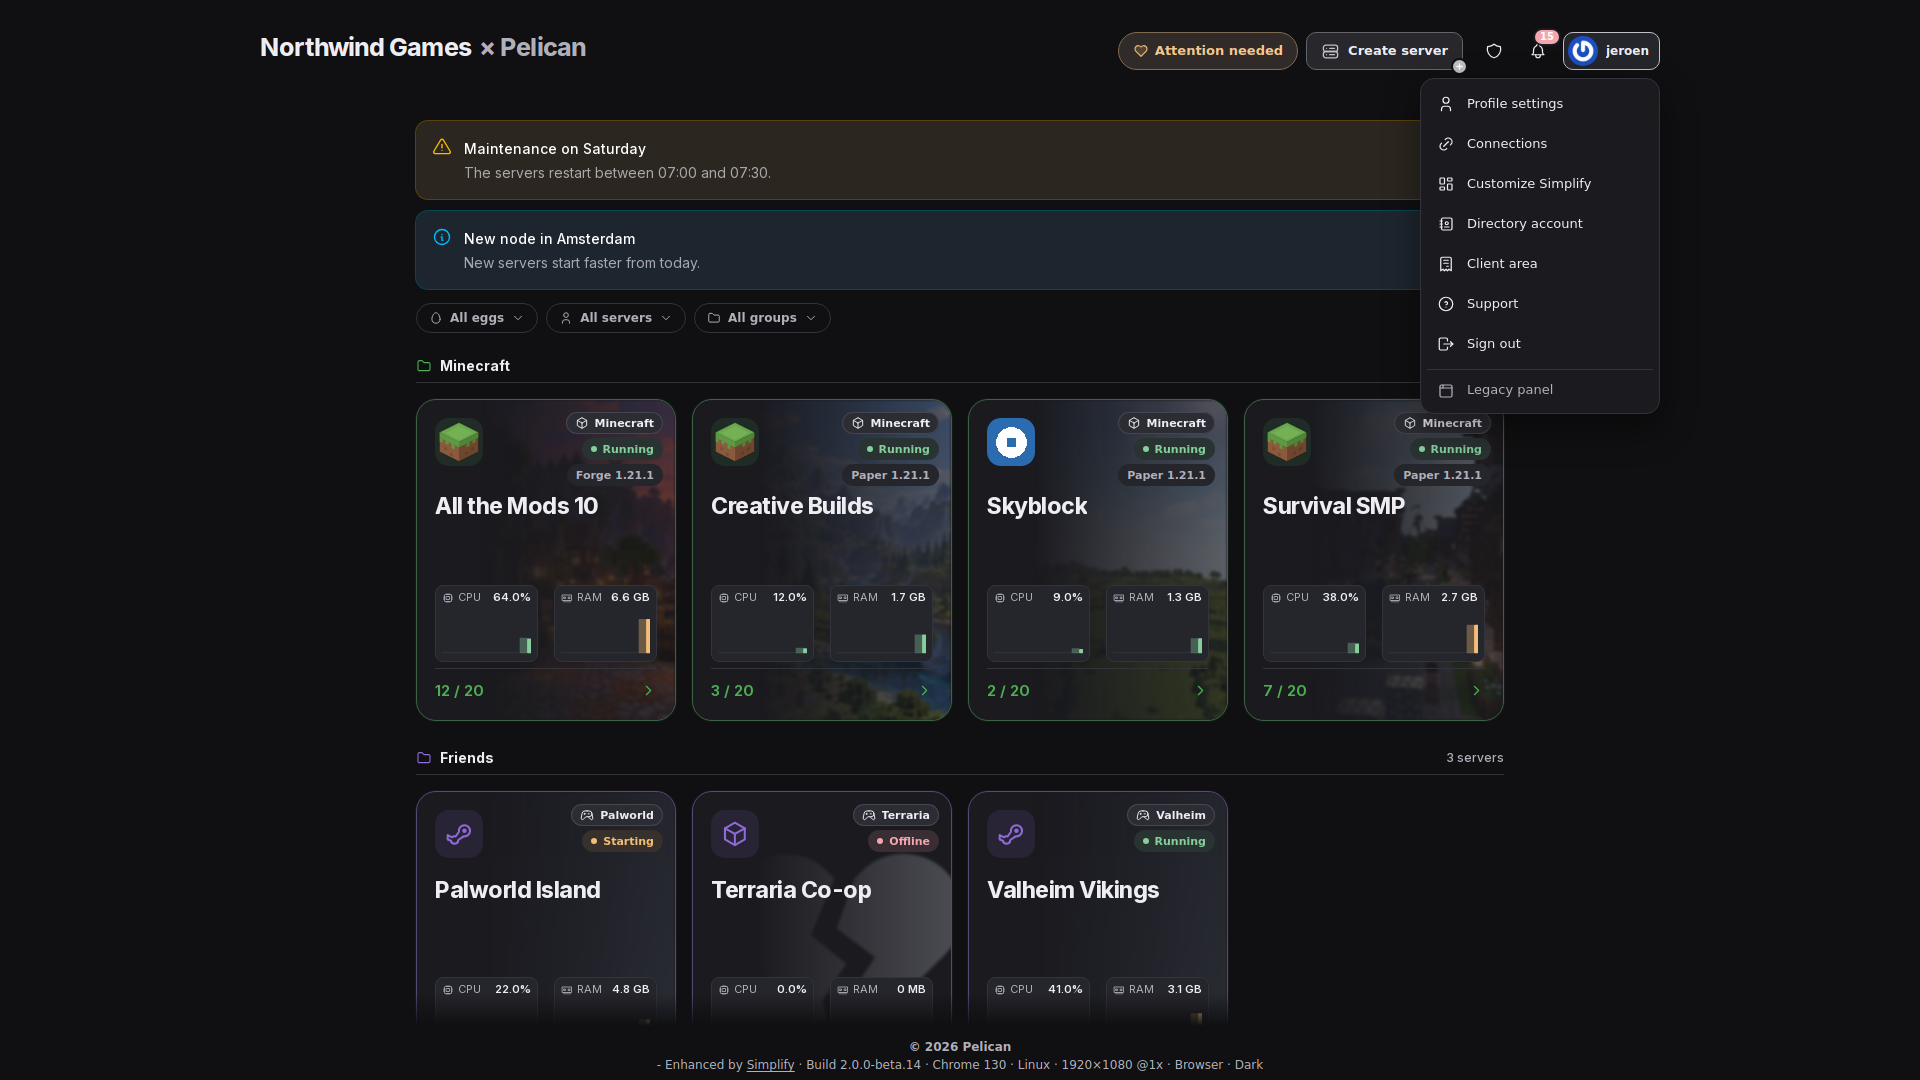 Northwind Games × Pelican
Attention needed
Create server
15
jeroen
Profile settings
Connections
Customize Simplify
Directory account
Client area
Support
Sign out
Legacy panel
Maintenance on Saturday
The servers restart between 07:00 and 07:30.
New node in Amsterdam
New servers start faster from today.
All eggs
All servers
All groups
Minecraft
Minecraft
Running
Forge 1.21.1
All the Mods 10
CPU 64.0%
RAM 6.6 GB
12 / 20
Minecraft
Running
Paper 1.21.1
Creative Builds
CPU 12.0%
RAM 1.7 GB
3 / 20
Minecraft
Running
Paper 1.21.1
Skyblock
CPU 9.0%
RAM 1.3 GB
2 / 20
Minecraft
Running
Paper 1.21.1
Survival SMP
CPU 38.0%
RAM 2.7 GB
7 / 20
Friends
3 servers
Palworld
Starting
Palworld Island
CPU 22.0%
RAM 4.8 GB
Terraria
Offline
Terraria Co-op
CPU 0.0%
RAM 0 MB
Valheim
Running
Valheim Vikings
CPU 41.0%
RAM 3.1 GB
© 2026 Pelican
- Enhanced by Simplify · Build 2.0.0-beta.14 · Chrome 130 · Linux · 1920×1080 @1x · Browser · Dark